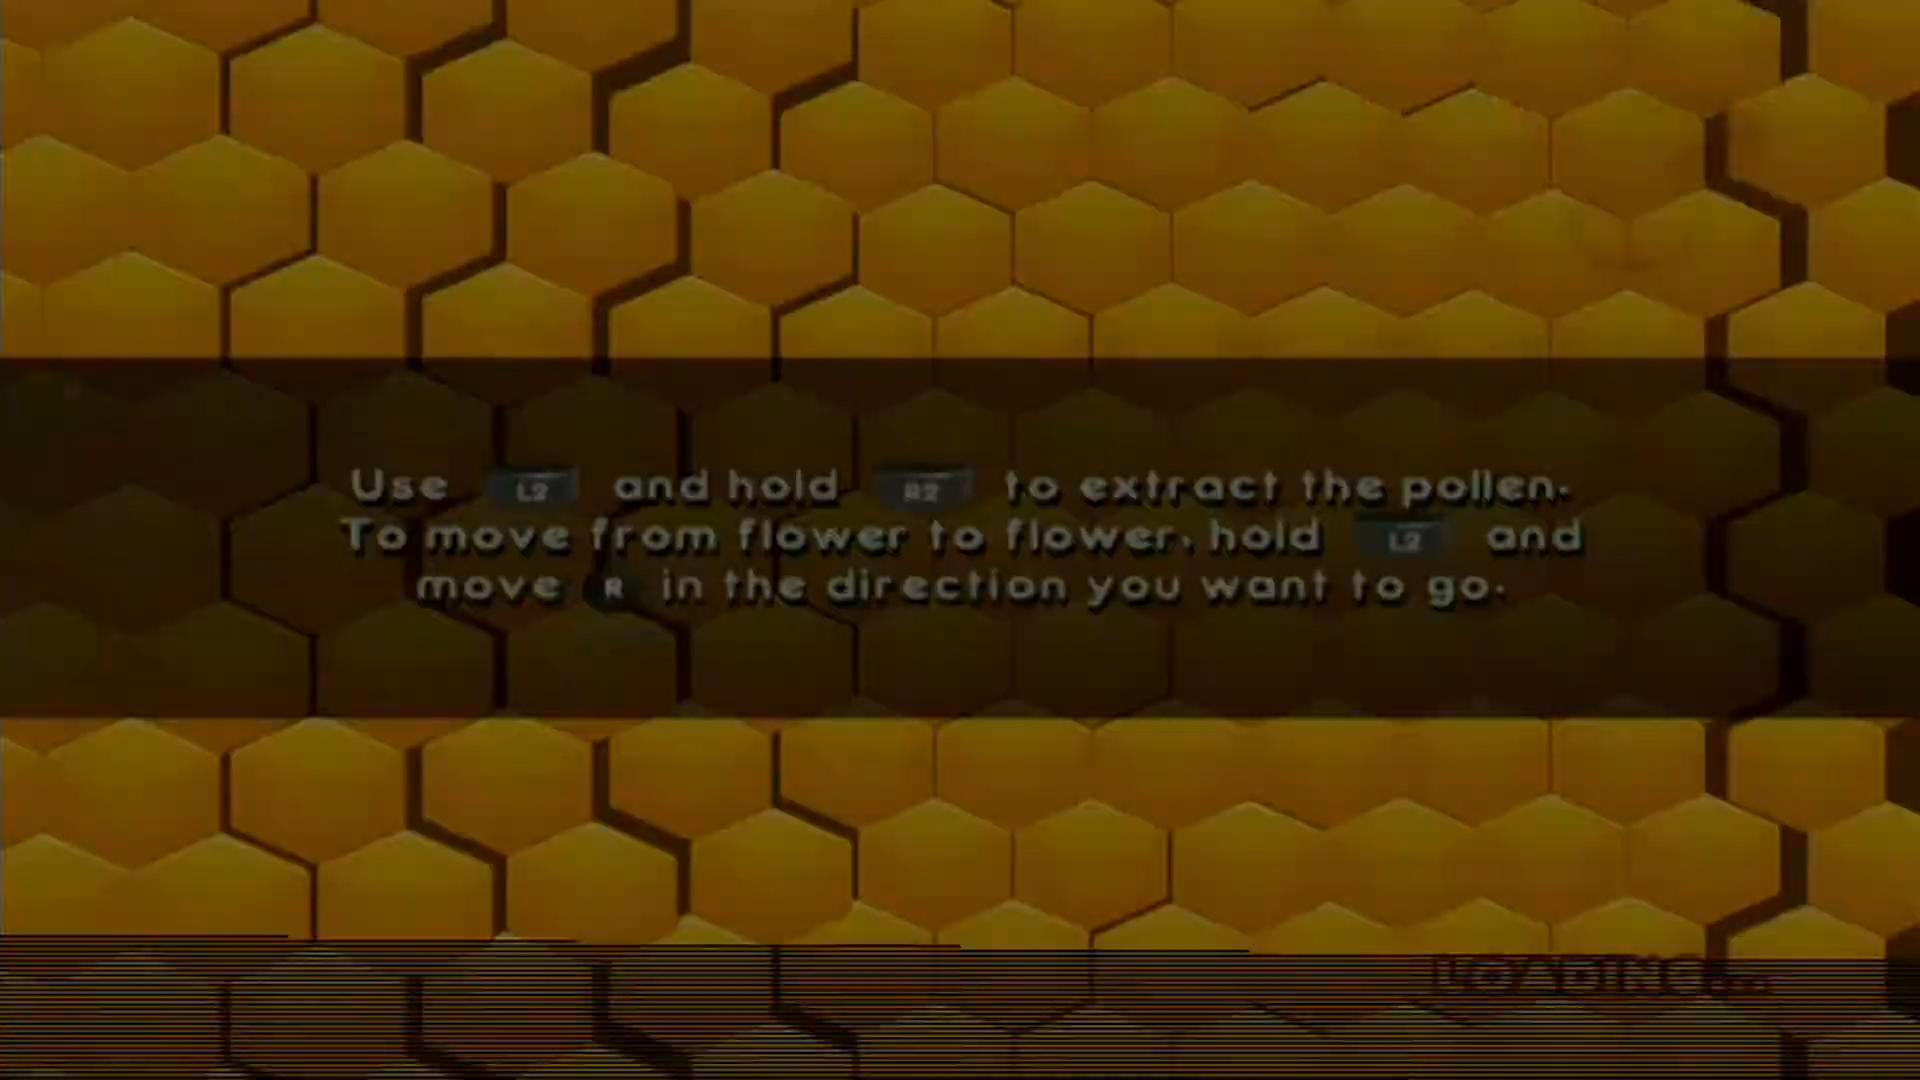 Use L2 and hold R2 to extract the pollen.
To move from flower to flower, hold L2 and
move R in the direction you want to go.
LOADING...